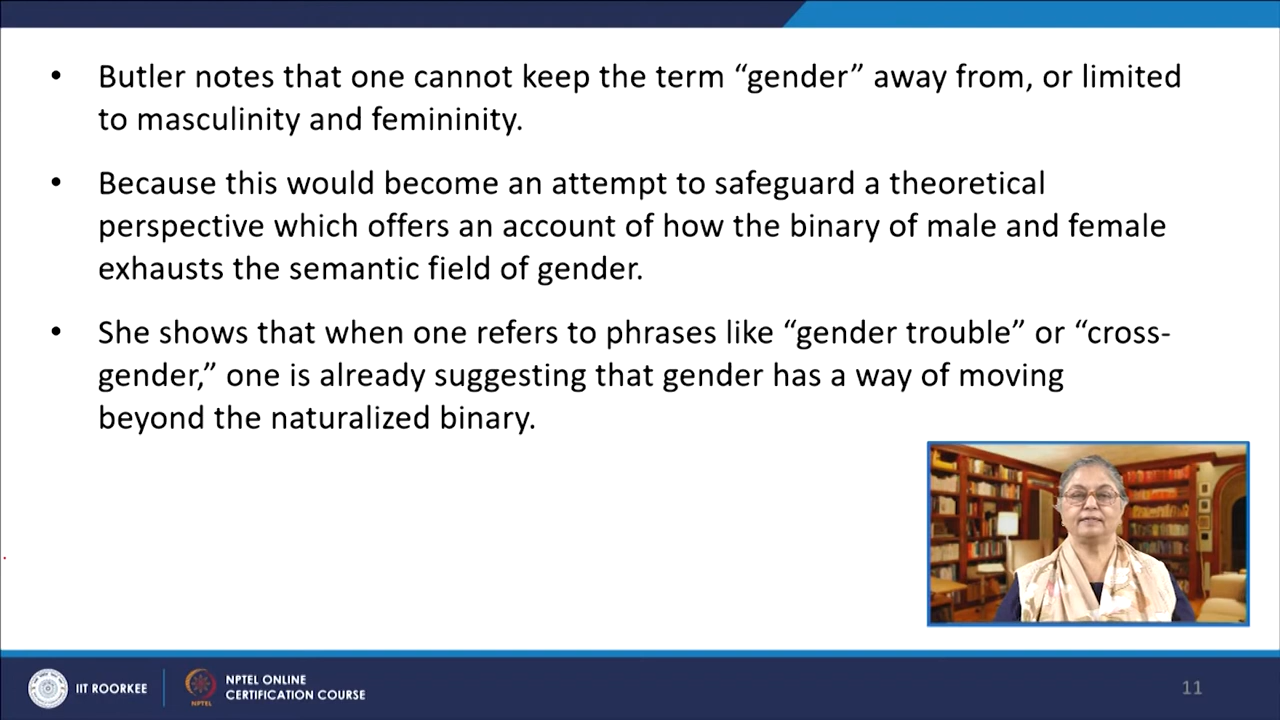 • Butler notes that one cannot keep the term “gender” away from, or limited
to masculinity and femininity.
• Because this would become an attempt to safeguard a theoretical
perspective which offers an account of how the binary of male and female
exhausts the semantic field of gender.
• She shows that when one refers to phrases like “gender trouble” or “cross-
gender,” one is already suggesting that gender has a way of moving
beyond the naturalized binary.
IIT ROORKEE
NPTEL
NPTEL ONLINE
CERTIFICATION COURSE
11